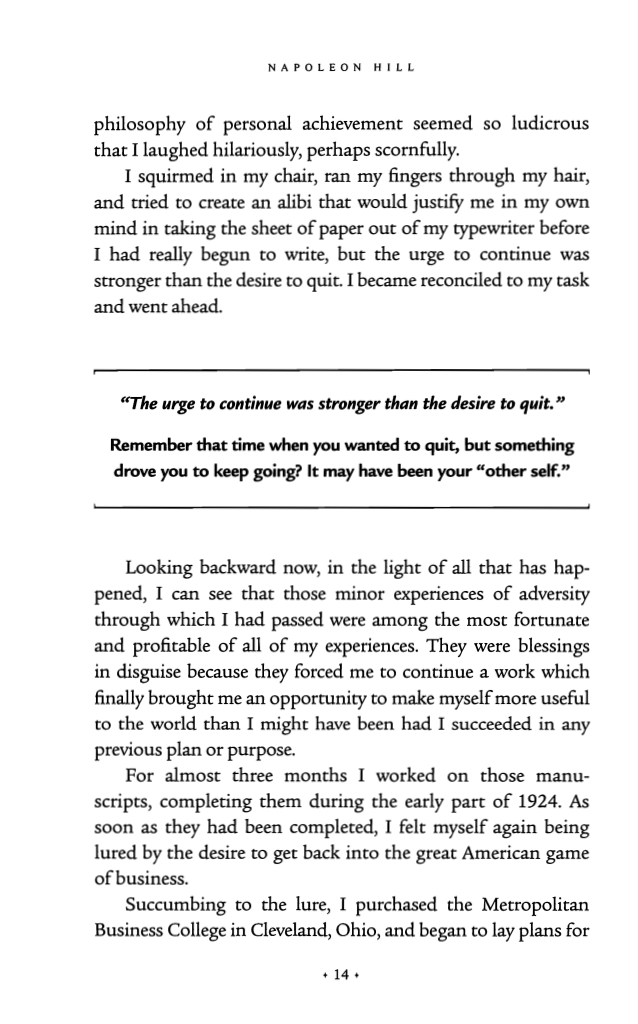 NAPOLEON HILL
philosophy of personal achievement seemed so ludicrous
that I laughed hilariously, perhaps scornfully.
I squirmed in my chair, ran my fingers through my hair,
and tried to create an alibi that would justify me in my own
mind in taking the sheet of paper out of my typewriter before
I had really begun to write, but the urge to continue was
stronger than the desire to quit. I became reconciled to my task
and went ahead.
"The urge to continue was stronger than the desire to quit."
Remember that time when you wanted to quit, but something
drove you to keep going? It may have been your "other self."
Looking backward now, in the light of all that has hap-
pened, I can see that those minor experiences of adversity
through which I had passed were among the most fortunate
and profitable of all of my experiences. They were blessings
in disguise because they forced me to continue a work which
finally brought me an opportunity to make myself more useful
to the world than I might have been had I succeeded in any
previous plan or purpose.
For almost three months I worked on those manu-
scripts, completing them during the early part of 1924. As
soon as they had been completed, I felt myself again being
lured by the desire to get back into the great American game
of business.
Succumbing to the lure, I purchased the Metropolitan
Business College in Cleveland, Ohio, and began to lay plans for
• 14 •